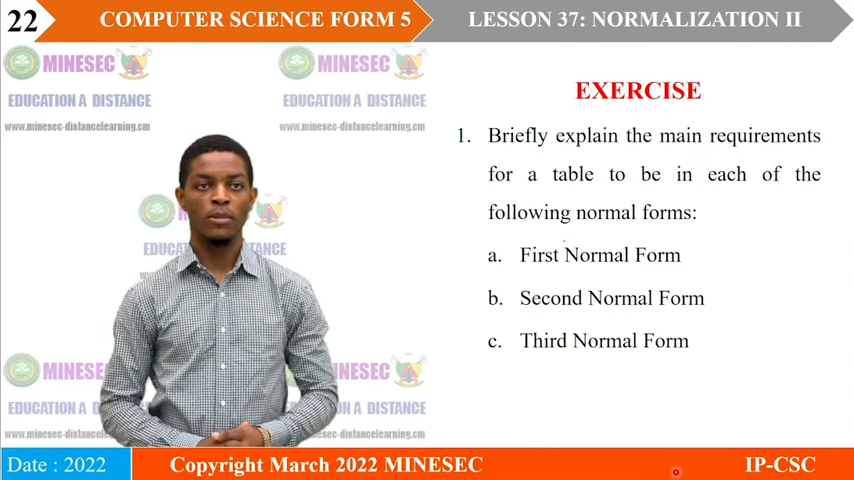 22
COMPUTER SCIENCE FORM 5
LESSON 37: NORMALIZATION II
MINESEC
MINESEC
EDUCATION A DISTANCE
EDUCATION A DISTANCE
www.minesec-distancelearning.cm
www.minesec-distancelearning.cm
EXERCISE
1. Briefly explain the main requirements
for a table to be in each of the
following normal forms:
a. First Normal Form
b. Second Normal Form
c. Third Normal Form
MINESEC
EDUCATION A DISTANCE
www.minesec-distancelearning.cm
Date : 2022
Copyright March 2022 MINESEC
IP-CSC